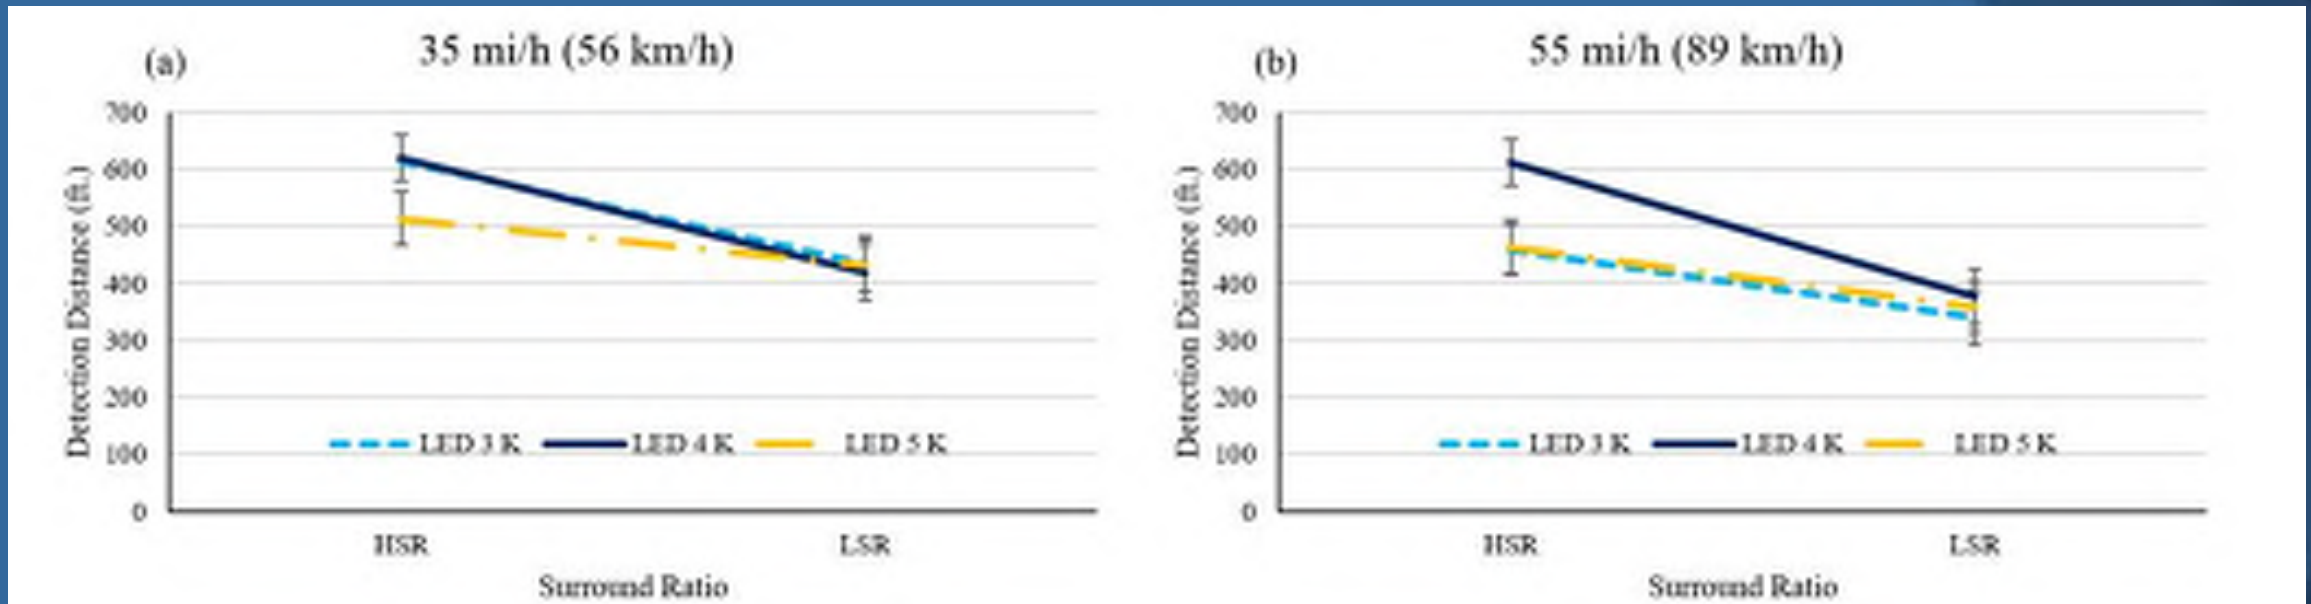 (a)
35 mi/h (56 km/h)
700
600
500
400
300
200
100
0
Detection Distance (ft.)
LED 3 K
LED 4 K
LED 5 K
HSR
LSR
Surround Ratio
(b)
55 mi/h (89 km/h)
700
600
500
400
300
200
100
0
Detection Distance (ft.)
LED 3 K
LED 4 K
LED 5 K
HSR
LSR
Surround Ratio